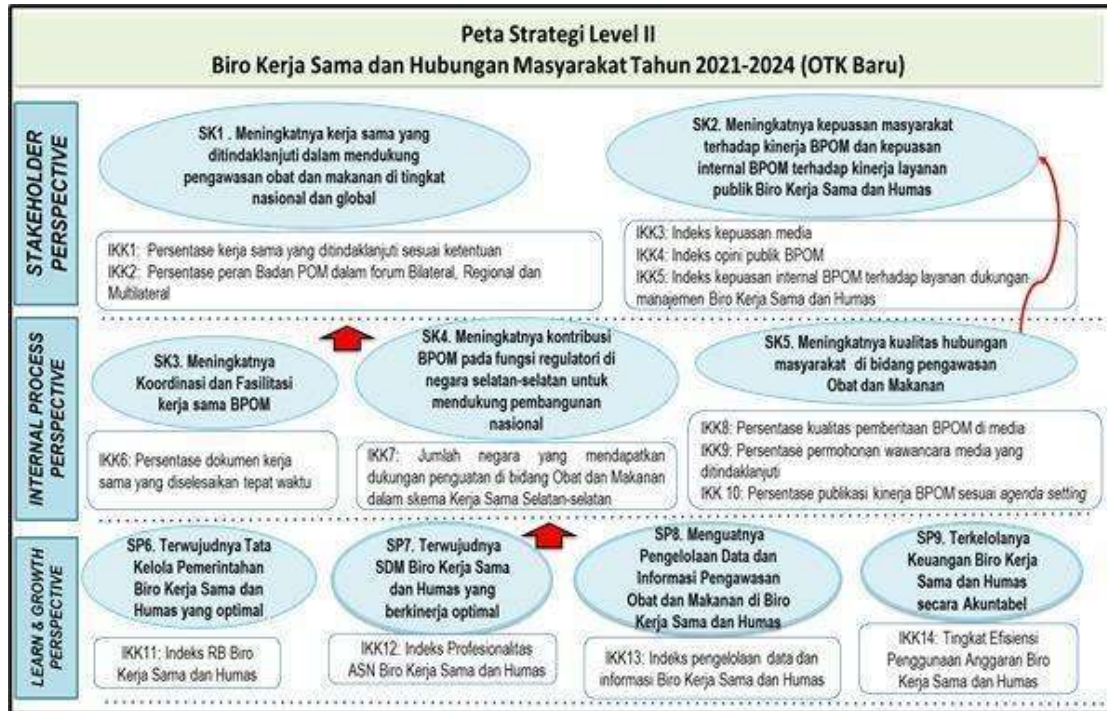 Peta Strategi Level II
Biro Kerja Sama dan Hubungan Masyarakat Tahun 2021-2024 (OTK Baru)
STAKEHOLDER
PERSPECTIVE
SK1 . Meningkatnya kerja sama yang
ditindaklanjuti dalam mendukung
pengawasan obat dan makanan di tingkat
nasional dan global
SK2. Meningkatnya kepuasan masyarakat
terhadap kinerja BPOM dan kepuasan
internal BPOM terhadap kinerja layanan
publik Biro Kerja Sama dan Humas
IKK1: Persentase kerja sama yang ditindaklanjuti sesuai ketentuan
IKK2: Persentase peran Badan POM dalam forum Bilateral, Regional dan
Multilateral
IKK3: Indeks kepuasan media
IKK4: Indeks opini publik BPOM
IKK5: Indeks kepuasan internal BPOM terhadap layanan dukungan
manajemen Biro Kerja Sama dan Humas
INTERNAL PROCESS
PERSPECTIVE
SK3. Meningkatnya
Koordinasi dan Fasilitasi
kerja sama BPOM
SK4. Meningkatnya kontribusi
BPOM pada fungsi regulatori di
negara selatan-selatan untuk
mendukung pembangunan
nasional
SK5. Meningkatnya kualitas hubungan
masyarakat di bidang pengawasan
Obat dan Makanan
IKK6: Persentase dokumen kerja
sama yang diselesaikan tepat waktu
IKK7: Jumlah negara yang mendapatkan
dukungan penguatan di bidang Obat dan Makanan
dalam skema Kerja Sama Selatan-selatan
IKK8: Persentase kualitas pemberitaan BPOM di media
IKK9: Persentase permohonan wawancara media yang
ditindaklanjuti
IKK 10: Persentase publikasi kinerja BPOM sesuai agenda setting
LEARN & GROWTH
PERSPECTIVE
SP6. Terwujudnya Tata
Kelola Pemerintahan
Biro Kerja Sama dan
Humas yang optimal
SP7. Terwujudnya
SDM Biro Kerja Sama
dan Humas yang
berkinerja optimal
SP8. Menguatnya
Pengelolaan Data dan
Informasi Pengawasan
Obat dan Makanan di Biro
Kerja Sama dan Humas
SP9. Terkelolanya
Keuangan Biro Kerja
Sama dan Humas
secara Akuntabel
IKK11: Indeks RB Biro
Kerja Sama dan Humas
IKK12: Indeks Profesionalitas
ASN Biro Kerja Sama dan Humas
IKK13: Indeks pengelolaan data dan
informasi Biro Kerja Sama dan Humas
IKK14: Tingkat Efisiensi
Penggunaan Anggaran Biro
Kerja Sama dan Humas